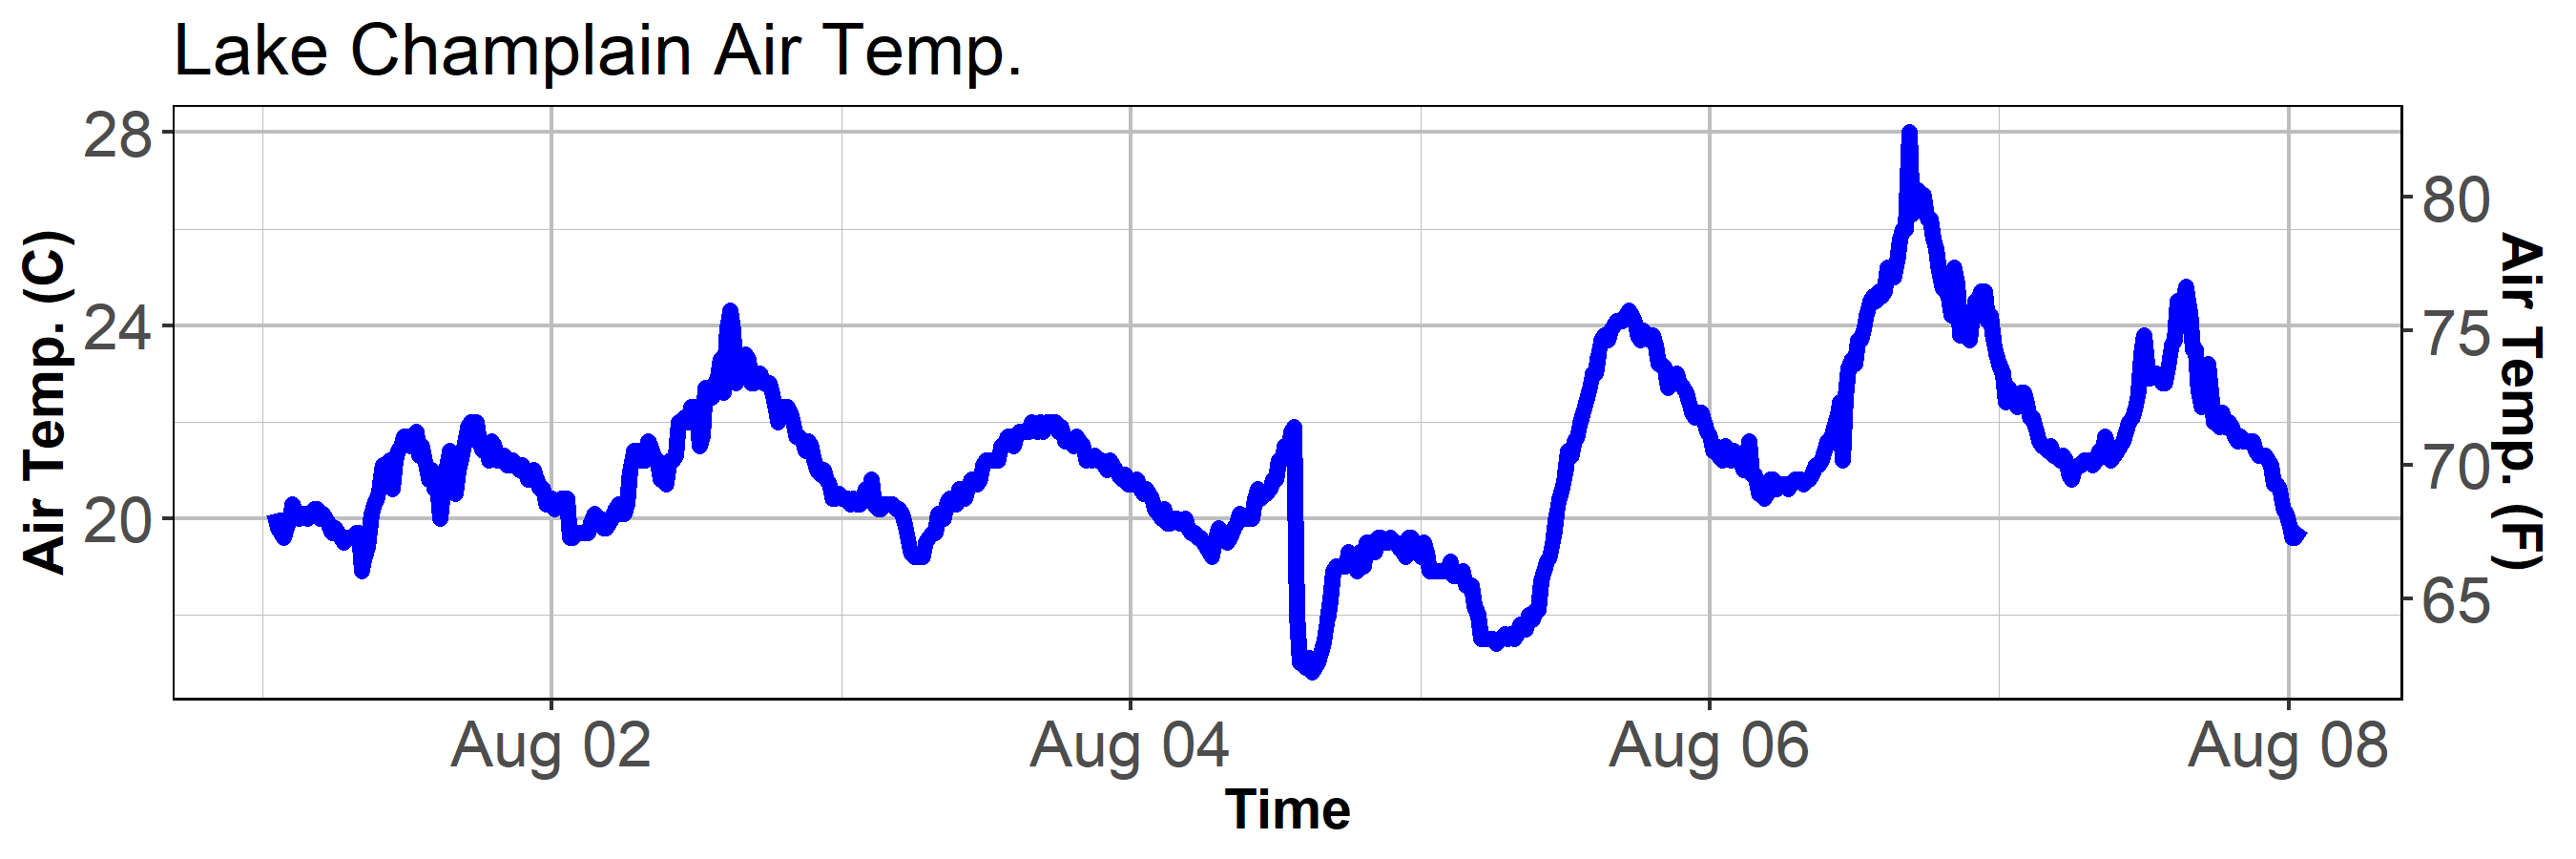 Lake Champlain Air Temp.
28
24
20
Air Temp. (C)
80
75
70
65
Air Temp. (F)
Aug 02
Aug 04
Aug 06
Aug 08
Time